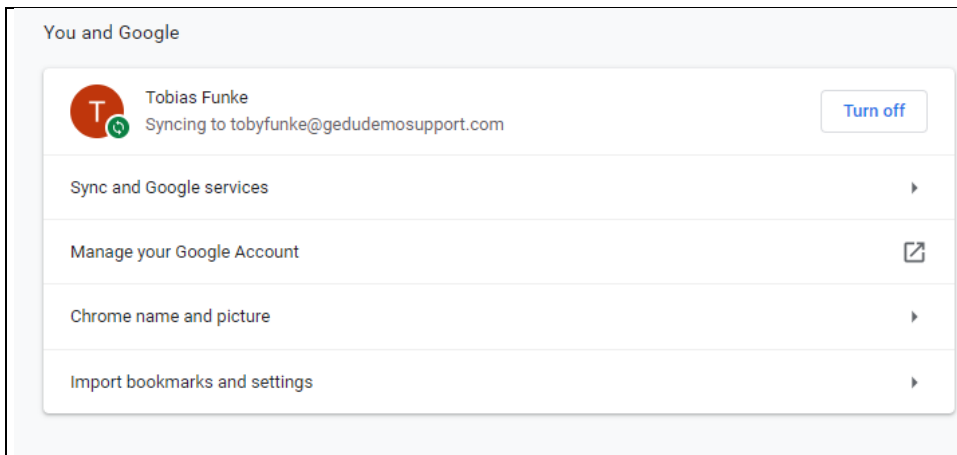 You and Google
T
Tobias Funke
Syncing to tobyfunke@gedudemosupport.com
Turn off
Sync and Google services
Manage your Google Account
Chrome name and picture
Import bookmarks and settings